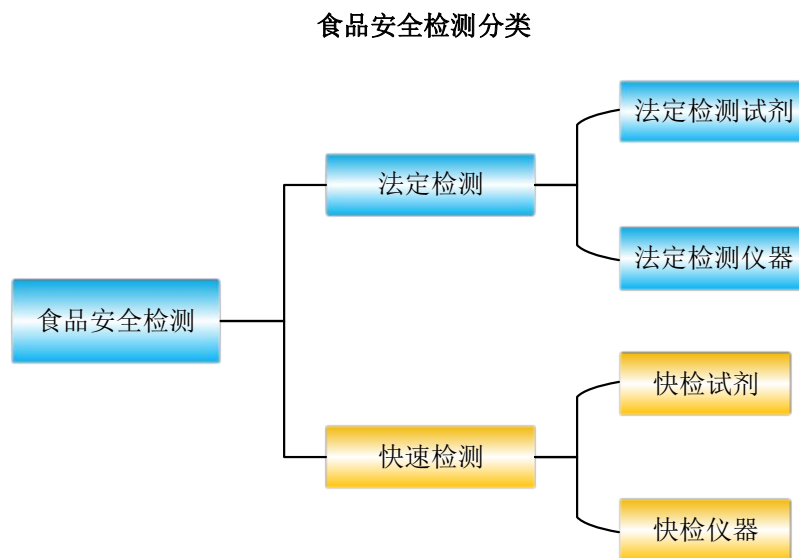 食品安全检测分类
食品安全检测
法定检测
法定检测试剂
法定检测仪器
快速检测
快检试剂
快检仪器